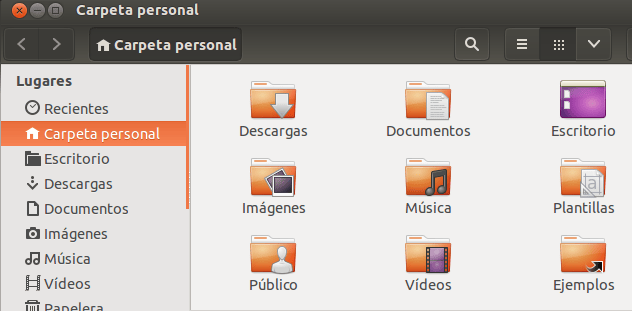 Carpeta personal
Carpeta personal
Lugares
Recientes
Carpeta personal
Escritorio
Descargas
Documentos
Imágenes
Música
Vídeos
Papelera
Descargas Documentos Escritorio
Imágenes Música Plantillas
Público Vídeos Ejemplos